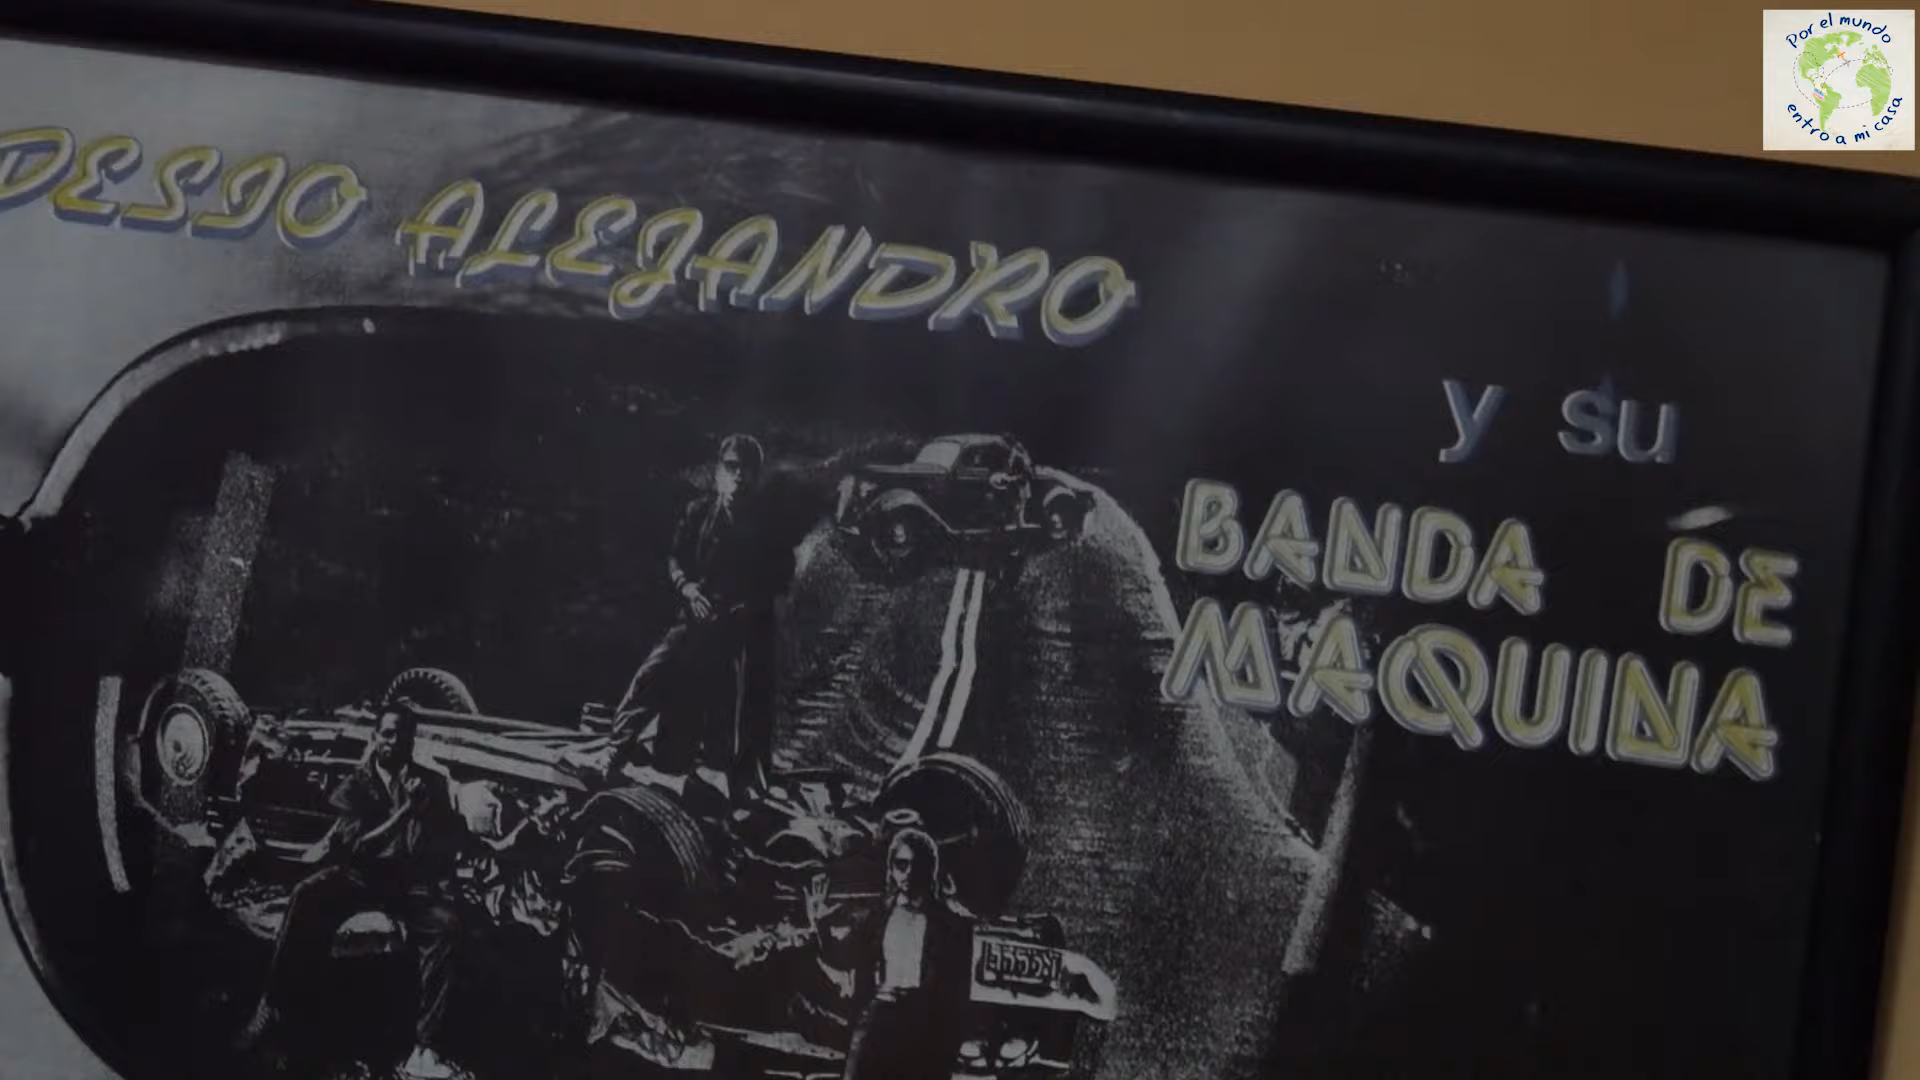 DESIO ALEJANDRO
y su
BANDA DE
MAQUINA
Por el mundo
entro a mi casa